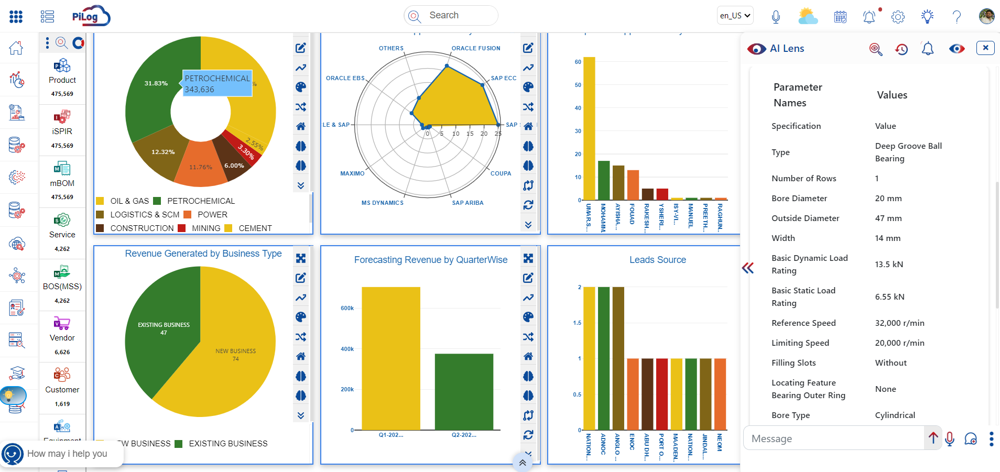 PiLog
Search
en_US
Product
475,569
iSPIR
475,569
mBOM
475,569
Service
4,262
BOS(MSS)
4,262
Vendor
6,626
Customer
1,619
How may i help you
31.83%
PETROCHEMICAL
343,636
%
2.55%
3.30%
6.00%
11.76%
12.32%
OIL & GAS
PETROCHEMICAL
LOGISTICS & SCM
POWER
CONSTRUCTION
MINING
CEMENT
OTHERS
ORACLE FUSION
ORACLE EBS
SAP ECC
LE & SAP
SAP
0 5 10 15 20 25
MAXIMO
COUPA
MS DYNAMICS
SAP ARIBA
60
50
40
30
20
10
0
UMAR.S...
MOHAMM.
AYISHA...
FOUAD
RAKESH...
YSHERI...
ISY-VI...
MANUEL
PREETH...
RAGHUN...
Revenue Generated by Business Type
EXISTING BUSINESS
47
NEW BUSINESS
74
EW BUSINESS
EXISTING BUSINESS
Forecasting Revenue by QuarterWise
600k
400k
200k
0
Q1-202...
Q2-202...
Leads Source
2
1.5
1
0.5
0
NATION...
ADNOC
ANGLO ...
ENOC
ABU DH...
PORT O...
MAADEN...
NATION...
JINDAL...
NEOM
AI Lens
Parameter Names
Values
Specification
Value
Type
Deep Groove Ball
Bearing
Number of Rows
1
Bore Diameter
20 mm
Outside Diameter
47 mm
Width
14 mm
Basic Dynamic Load
Rating
13.5 kN
Basic Static Load
Rating
6.55 kN
Reference Speed
32,000 r/min
Limiting Speed
20,000 r/min
Filling Slots
Without
Locating Feature
Bearing Outer Ring
None
Bore Type
Cylindrical
Message